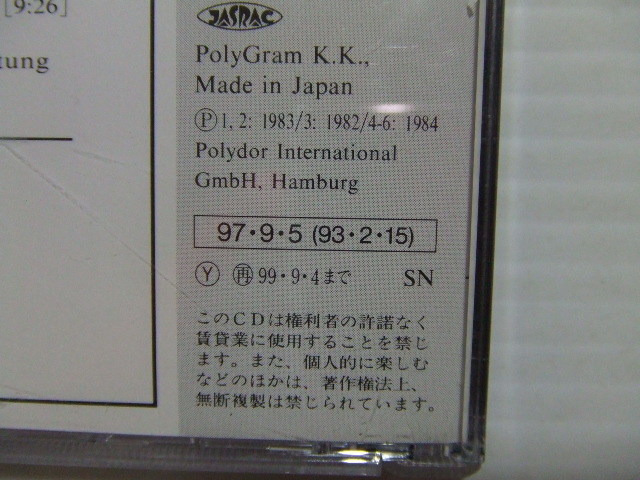 [9:26]
tung
JASRAC
PolyGram K.K.,
Made in Japan
Ⓟ1, 2: 1983/3: 1982/4-6: 1984
Polydor International
GmbH, Hamburg
97・9・5 (93・2・15)
Ⓨ ㊢99・9・4まで SN
このCDは権利者の許諾なく
賃貸業に使用することを禁じ
ます。また、個人的に楽しむ
などのほかは、著作権法上、
無断複製は禁じられています。